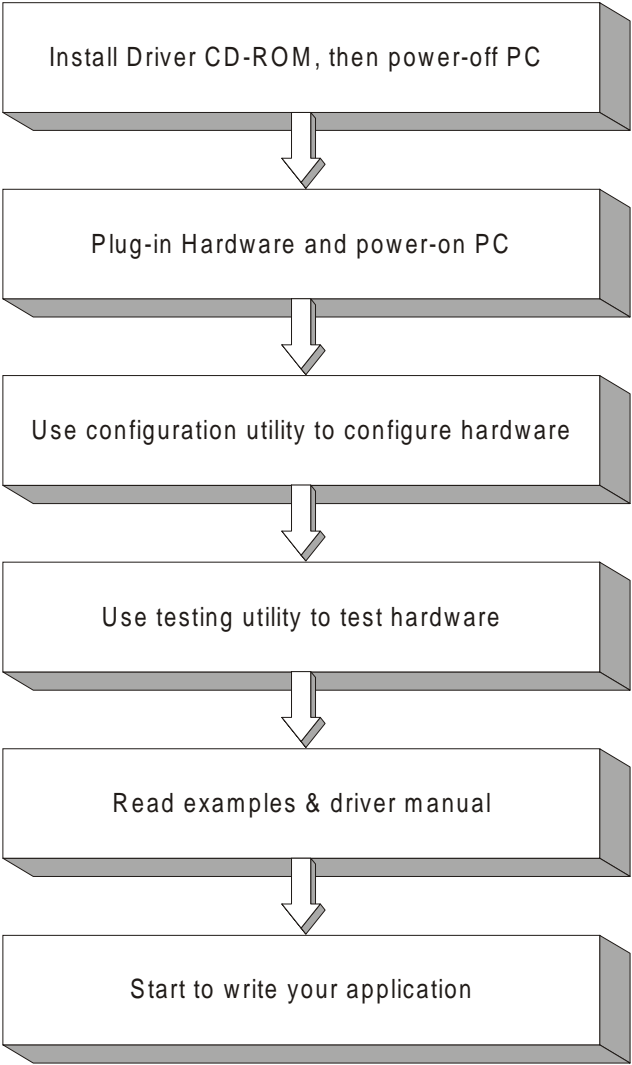 Install Driver CD-ROM, then power-off PC
Plug-in Hardware and power-on PC
Use configuration utility to configure hardware
Use testing utility to test hardware
Read examples & driver manual
Start to write your application